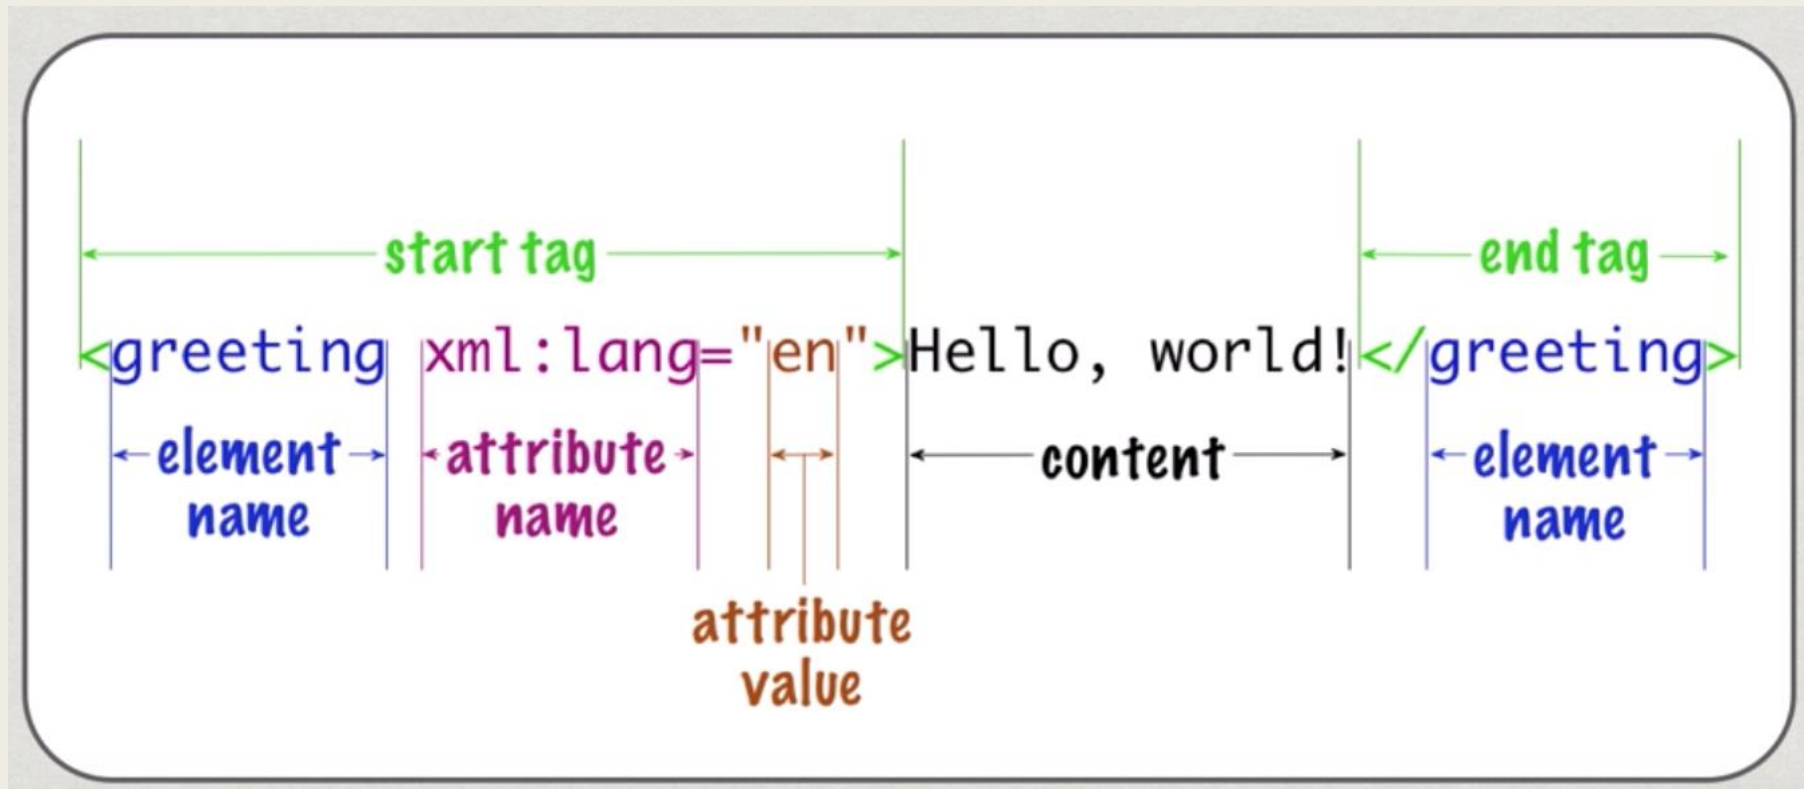 start tag end tag
<greeting xml:lang="en">Hello, world!</greeting>
element name
attribute name
attribute value
content
element name